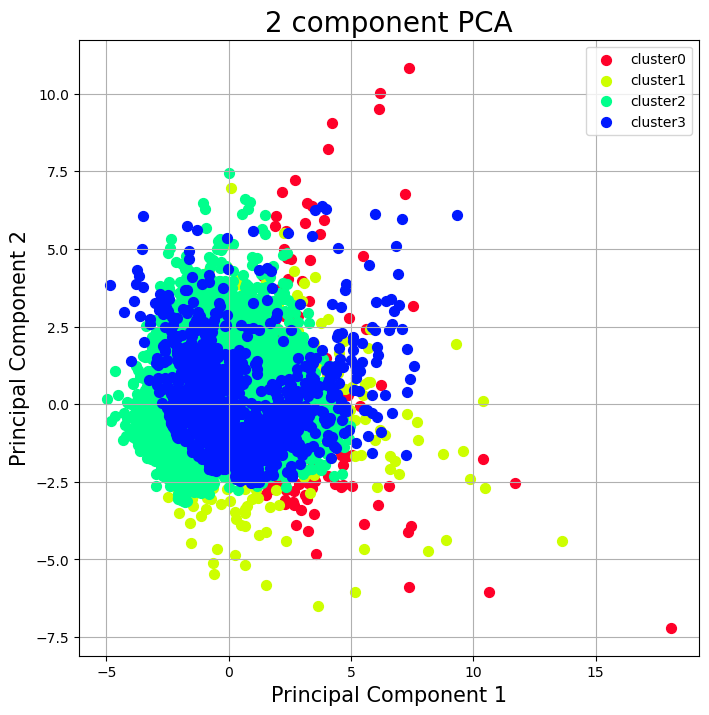 2 component PCA
cluster0
cluster1
cluster2
cluster3
10.0
7.5
5.0
2.5
0.0
−2.5
−5.0
−7.5
Principal Component 2
−5
0
5
10
15
Principal Component 1